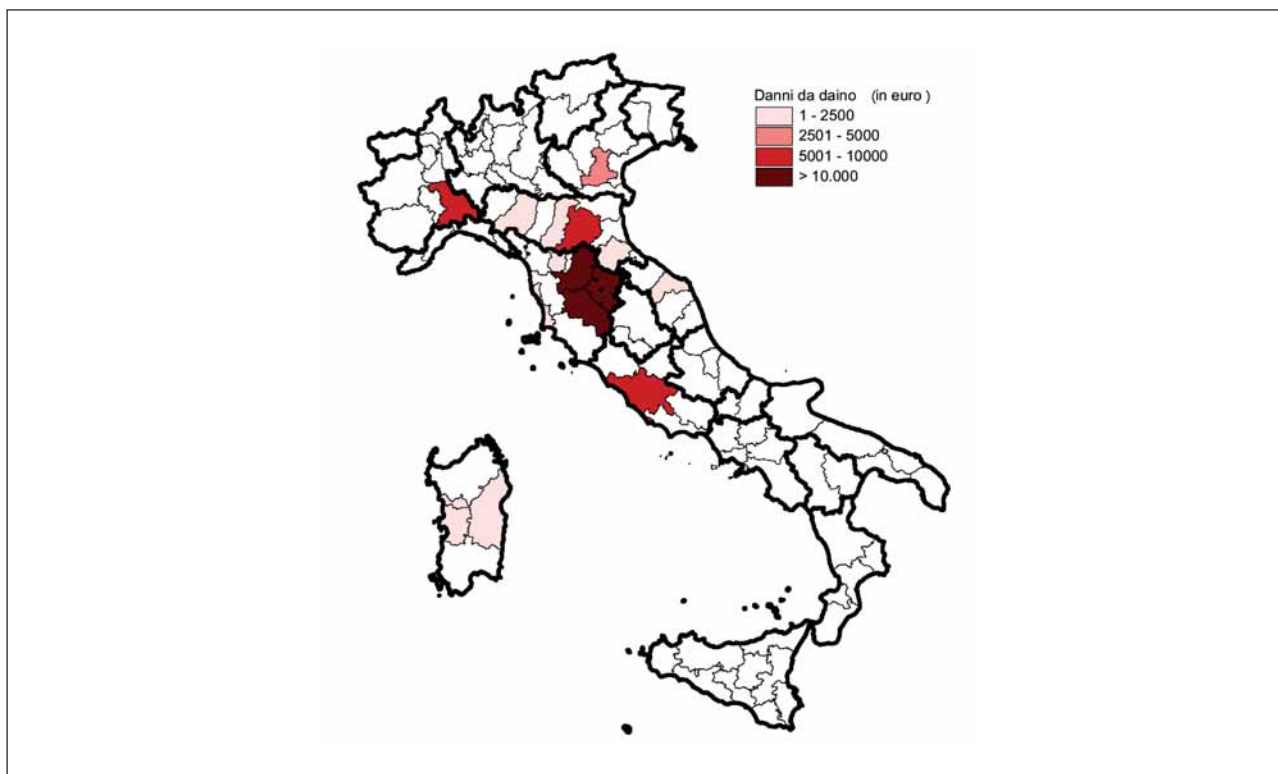 Danni da daino (in euro )
1 - 2500
2501 - 5000
5001 - 10000
> 10.000